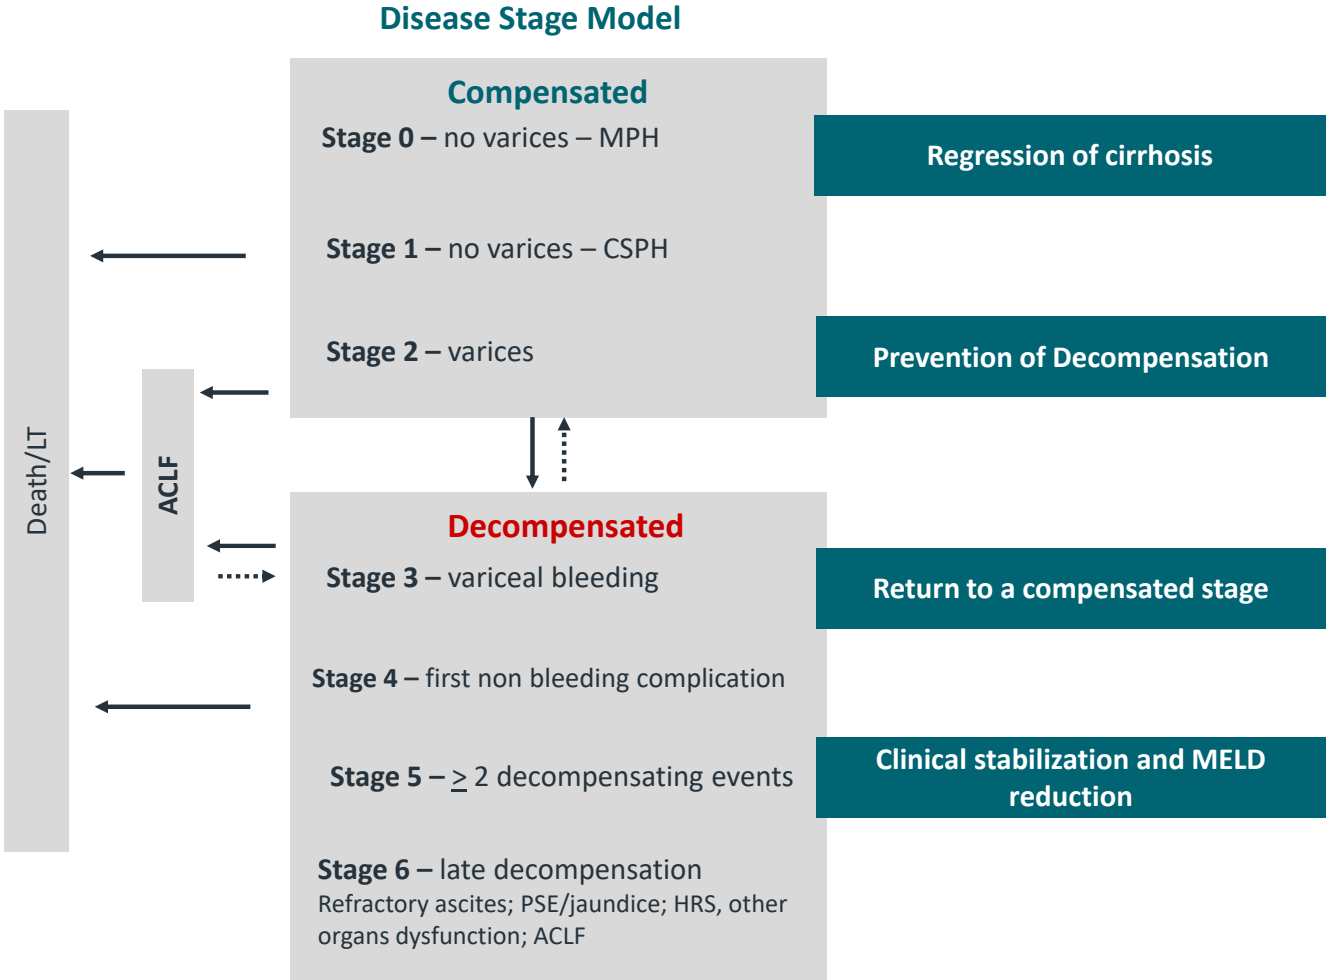 Disease Stage Model
Compensated
Stage 0 – no varices – MPH
Regression of cirrhosis
Stage 1 – no varices – CSPH
Stage 2 – varices
Prevention of Decompensation
Death/LT
ACLF
Decompensated
Stage 3 – variceal bleeding
Return to a compensated stage
Stage 4 – first non bleeding complication
Stage 5 – ≥ 2 decompensating events
Clinical stabilization and MELD
reduction
Stage 6 – late decompensation
Refractory ascites; PSE/jaundice; HRS, other
organs dysfunction; ACLF